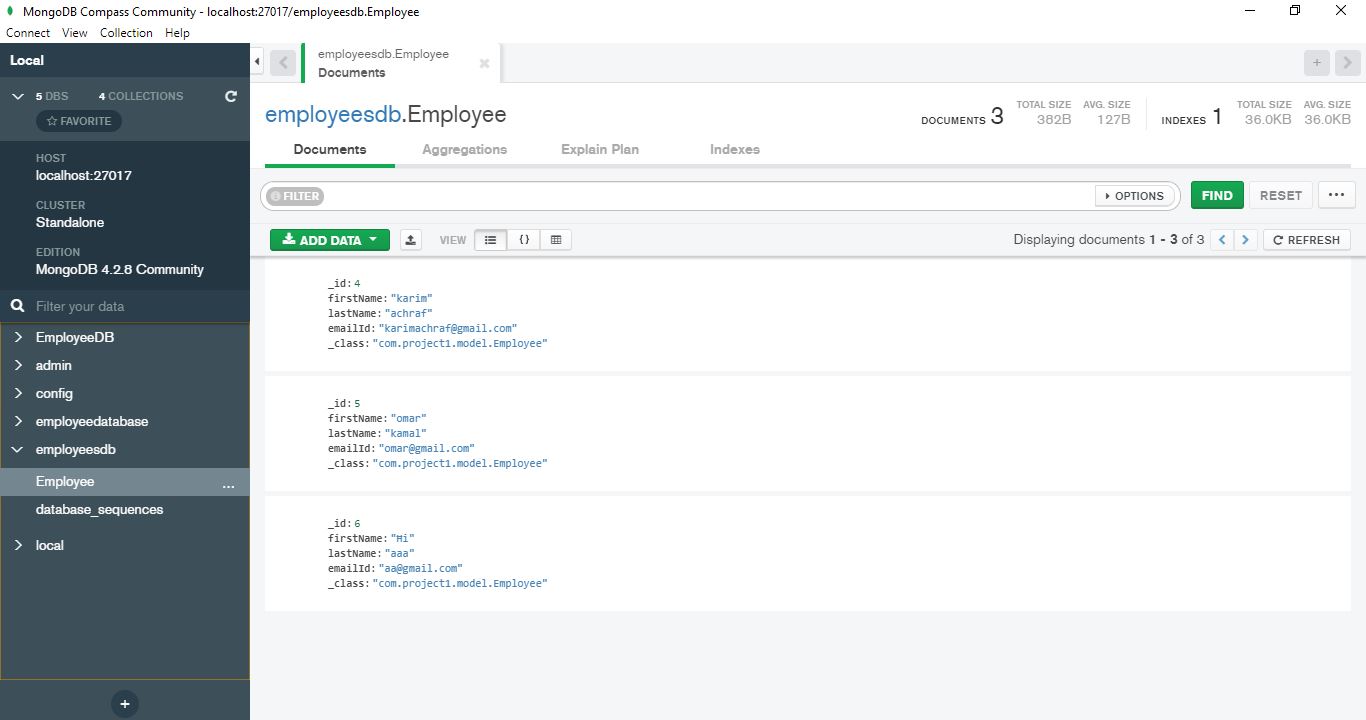 MongoDB Compass Community - localhost:27017/employeesdb.Employee
Connect View Collection Help
Local
5 DBS 4 COLLECTIONS
FAVORITE
HOST
localhost:27017
CLUSTER
Standalone
EDITION
MongoDB 4.2.8 Community
Filter your data
EmployeeDB
admin
config
employeedatabase
employeesdb
Employee ...
database_sequences
local
employeesdb.Employee
Documents
employeesdb.Employee
DOCUMENTS 3 TOTAL SIZE 382B AVG. SIZE 127B INDEXES 1 TOTAL SIZE 36.0KB AVG. SIZE 36.0KB
Documents Aggregations Explain Plan Indexes
FILTER OPTIONS FIND RESET ...
ADD DATA VIEW {} Displaying documents 1 - 3 of 3 REFRESH
_id: 4
firstName: "karim"
lastName: "achraf"
emailId: "karimachraf@gmail.com"
_class: "com.project1.model.Employee"
_id: 5
firstName: "omar"
lastName: "kamal"
emailId: "omar@gmail.com"
_class: "com.project1.model.Employee"
_id: 6
firstName: "Hi"
lastName: "aaa"
emailId: "aa@gmail.com"
_class: "com.project1.model.Employee"